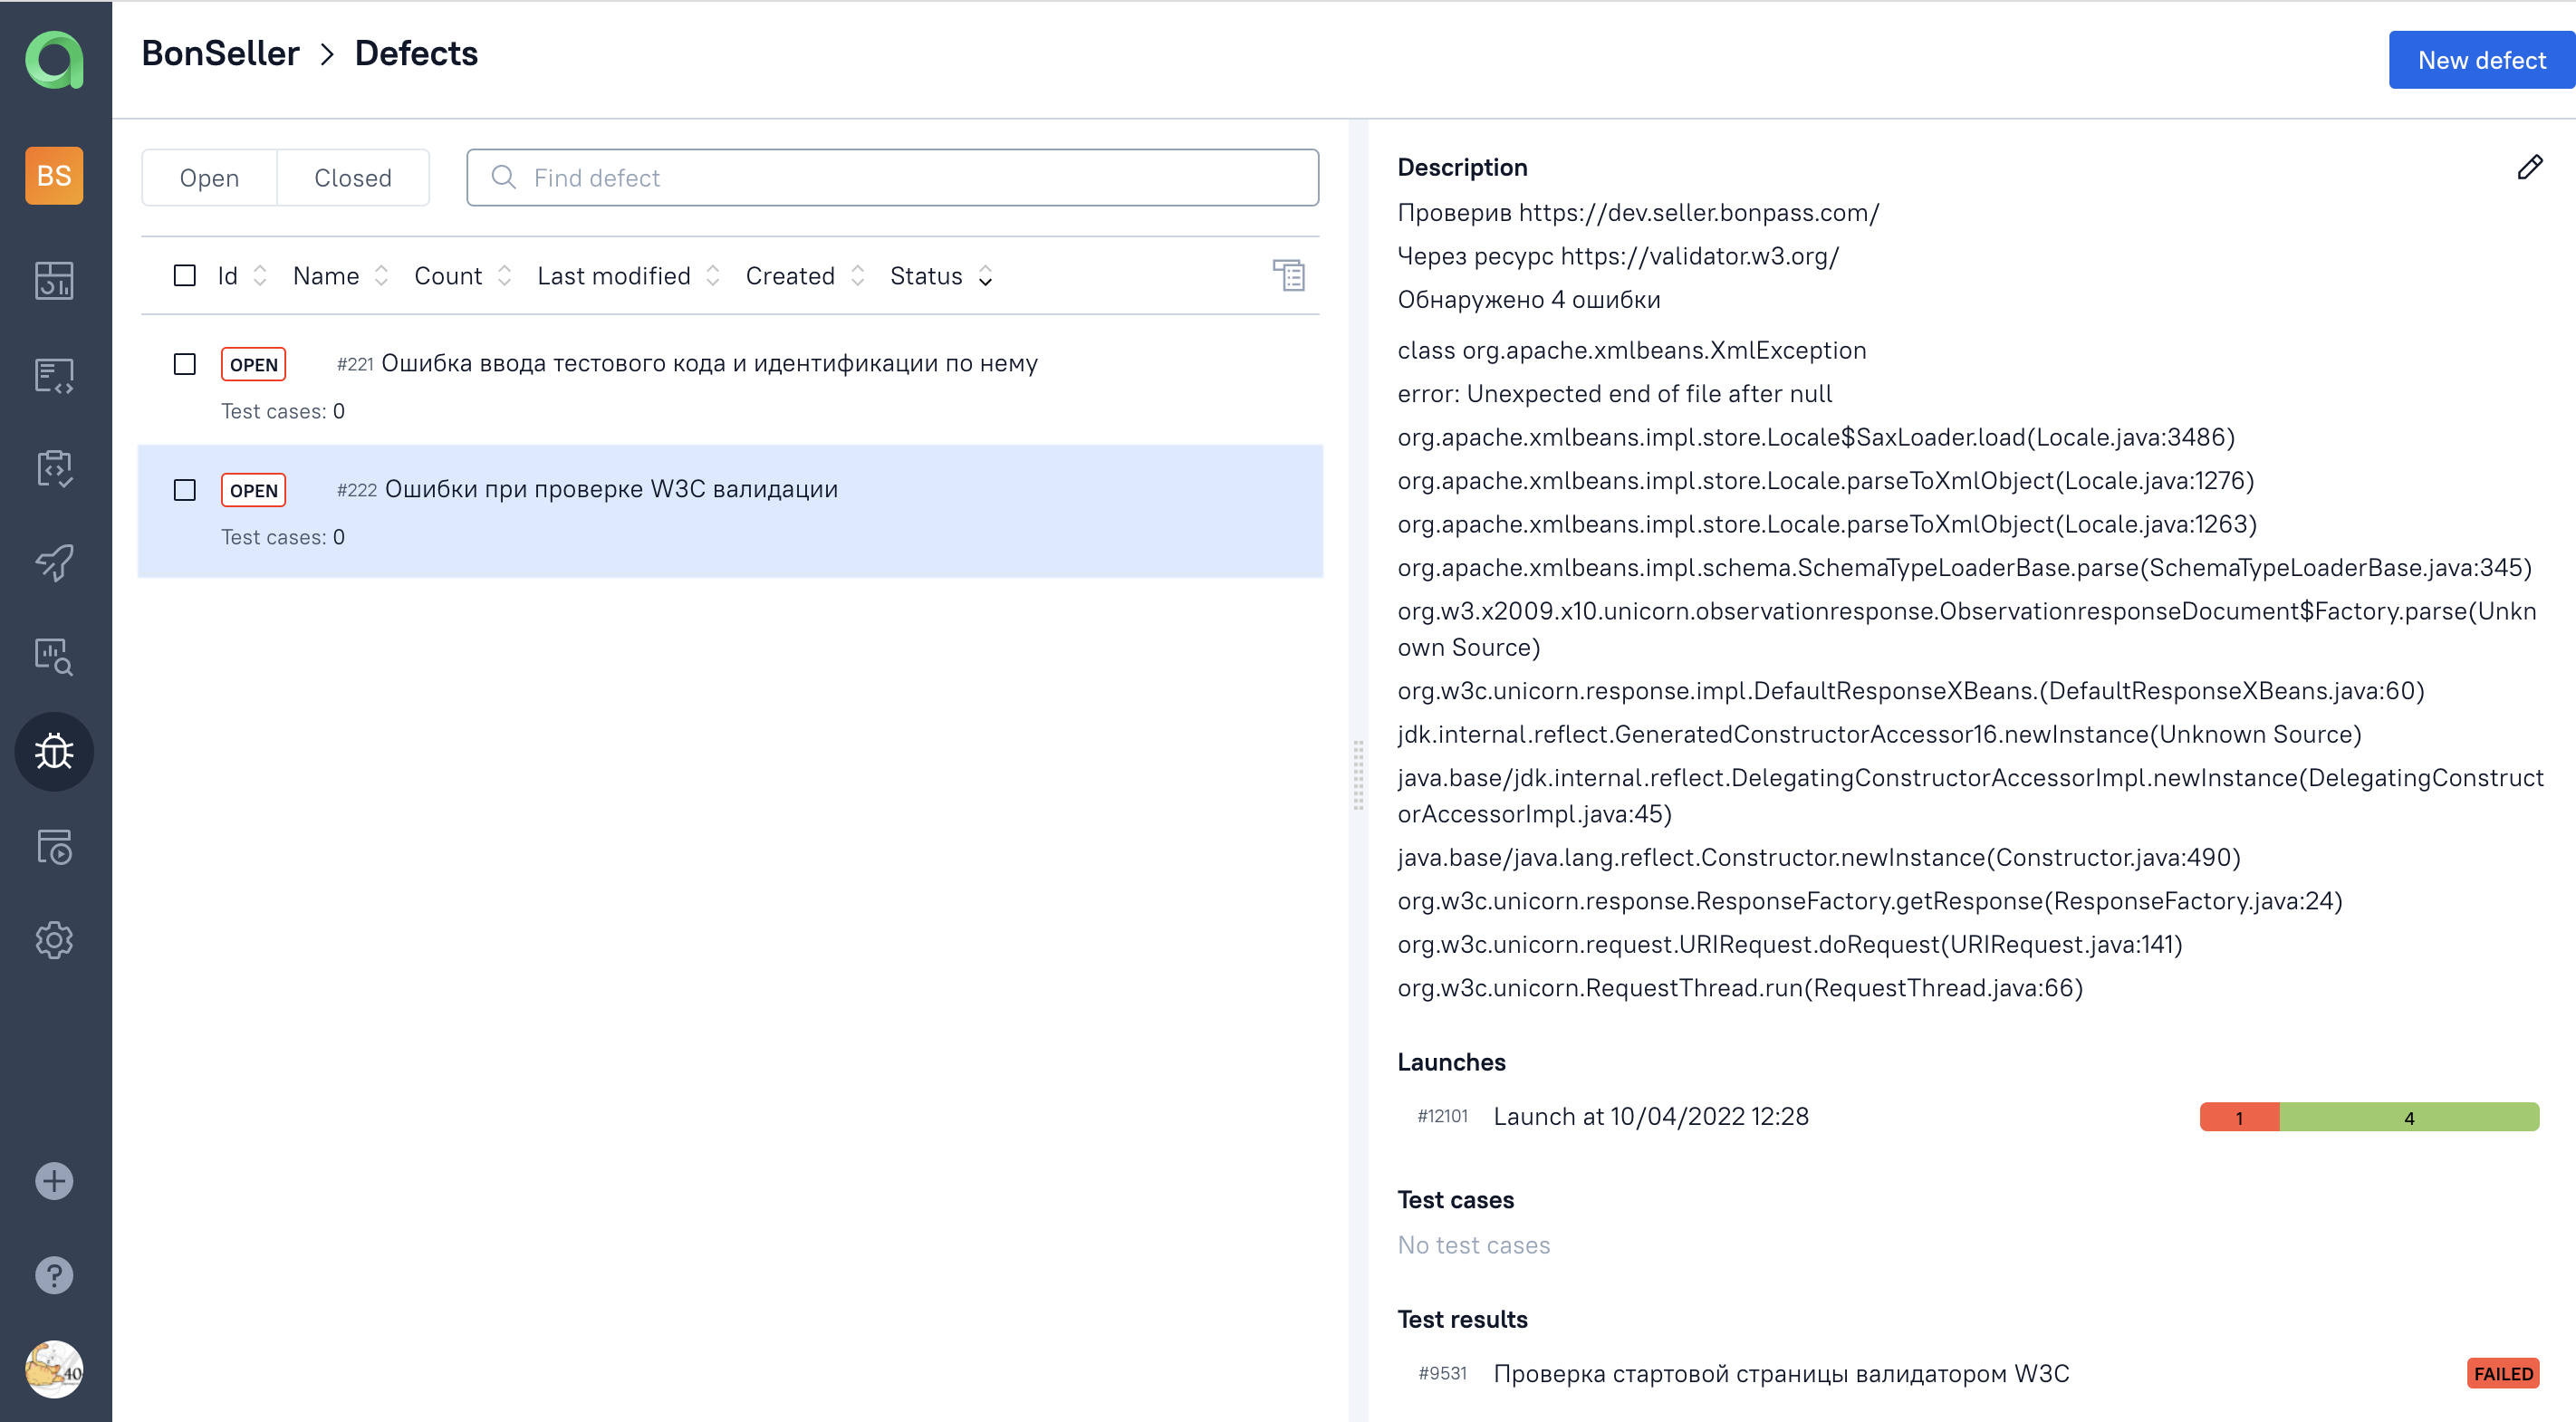 BonSeller > Defects
New defect
BS
Open
Closed
Find defect
Id
Name
Count
Last modified
Created
Status
OPEN
#221 Ошибка ввода тестового кода и идентификации по нему
Test cases: 0
OPEN
#222 Ошибки при проверке W3C валидации
Test cases: 0
Description
Проверив https://dev.seller.bonpass.com/
Через ресурс https://validator.w3.org/
Обнаружено 4 ошибки
class org.apache.xmlbeans.XmlException
error: Unexpected end of file after null
org.apache.xmlbeans.impl.store.Locale$SaxLoader.load(Locale.java:3486)
org.apache.xmlbeans.impl.store.Locale.parseToXmlObject(Locale.java:1276)
org.apache.xmlbeans.impl.store.Locale.parseToXmlObject(Locale.java:1263)
org.apache.xmlbeans.impl.schema.SchemaTypeLoaderBase.parse(SchemaTypeLoaderBase.java:345)
org.w3.x2009.x10.unicorn.observationresponse.ObservationresponseDocument$Factory.parse(Unkn
own Source)
org.w3c.unicorn.response.impl.DefaultResponseXBeans.(DefaultResponseXBeans.java:60)
jdk.internal.reflect.GeneratedConstructorAccessor16.newInstance(Unknown Source)
java.base/jdk.internal.reflect.DelegatingConstructorAccessorImpl.newInstance(DelegatingConstruct
orAccessorImpl.java:45)
java.base/java.lang.reflect.Constructor.newInstance(Constructor.java:490)
org.w3c.unicorn.response.ResponseFactory.getResponse(ResponseFactory.java:24)
org.w3c.unicorn.request.URIRequest.doRequest(URIRequest.java:141)
org.w3c.unicorn.RequestThread.run(RequestThread.java:66)
Launches
#12101 Launch at 10/04/2022 12:28
1
4
Test cases
No test cases
Test results
#9531 Проверка стартовой страницы валидатором W3C
FAILED
40